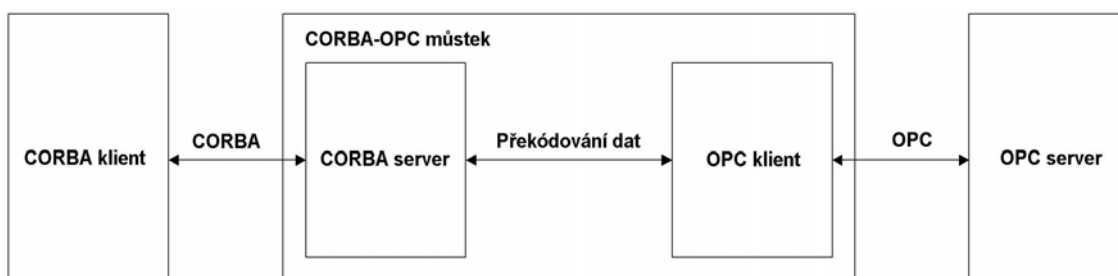 CORBA-OPC můstek
CORBA klient
CORBA
CORBA server
Překódování dat
OPC klient
OPC
OPC server